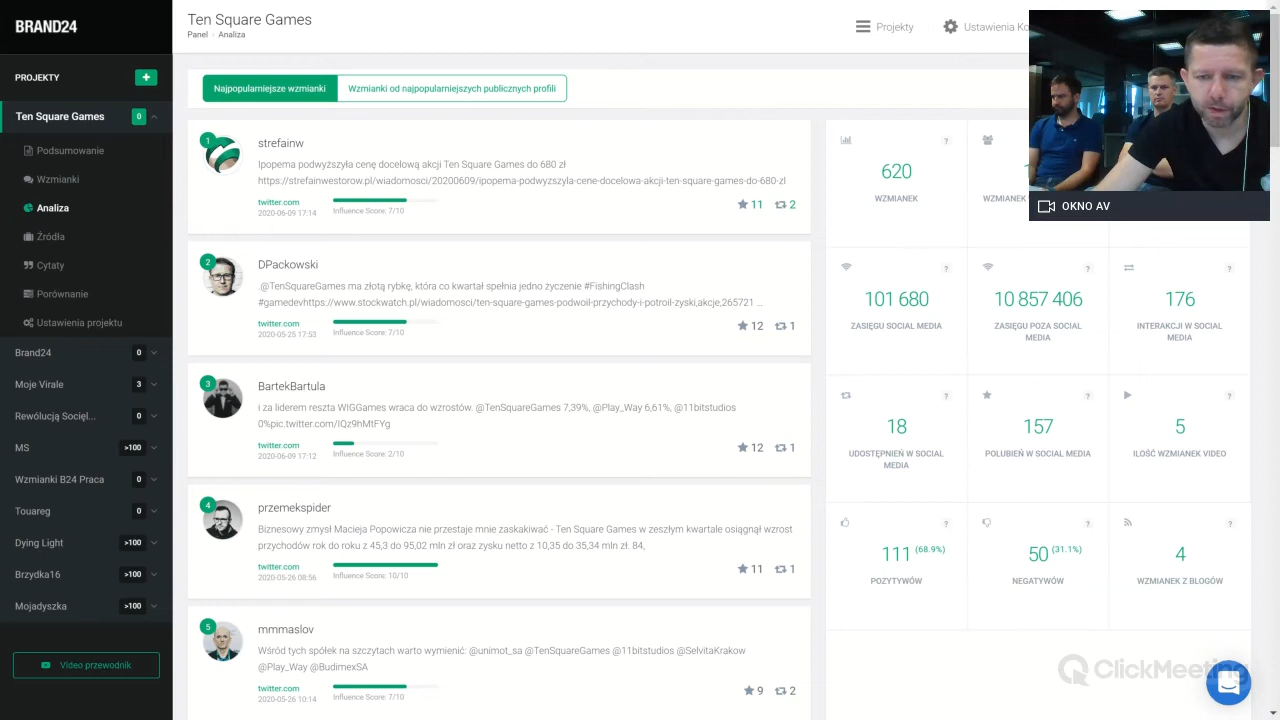 BRAND24
PROJEKTY
Ten Square Games
0
Podsumowanie
Wzmianki
Analiza
Źródła
Cytaty
Porównanie
Ustawienia projektu
Brand24
0
Moje Virale
3
Rewólucją Socięl...
0
MS
>100
Wzmianki B24 Praca
0
Touareg
0
Dying Light
>100
Brzydka16
>100
Mojadyszka
>100
Video przewodnik
Ten Square Games
Panel
Analiza
Projekty
Ustawienia Ko
Najpopularniejsze wzmianki
Wzmianki od najpopularniejszych publicznych profili
1
strefainw
Ipopema podwyższyła cenę docelową akcji Ten Square Games do 680 zł
https://strefainwestorow.pl/wiadomosci/20200609/ipopema-podwyzszyla-cene-docelowa-akcji-ten-square-games-do-680-zl
twitter.com
2020-06-09 17:14
Influence Score: 7/10
11
2
2
DPackowski
.@TenSquareGames ma złotą rybkę, która co kwartał spełnia jedno życzenie #FishingClash
#gamedevhttps://www.stockwatch.pl/wiadomosci/ten-square-games-podwoil-przychody-i-potroil-zyski,akcje,265721 ...
twitter.com
2020-05-25 17:53
Influence Score: 7/10
12
1
3
BartekBartula
i za liderem reszta WIGGames wraca do wzrostów. @TenSquareGames 7,39%, @Play_Way 6,61%, @11bitstudios
0%pic.twitter.com/iQz9hMtFYg
twitter.com
2020-06-09 17:12
Influence Score: 2/10
12
1
4
przemekspider
Biznesowy zmysł Macieja Popowicza nie przestaje mnie zaskakiwać - Ten Square Games w zeszłym kwartale osiągnął wzrost
przychodów rok do roku z 45,3 do 95,02 mln zł oraz zysku netto z 10,35 do 35,34 mln zł. 84,
twitter.com
2020-05-26 08:56
Influence Score: 10/10
11
1
5
mmmaslov
Wśród tych spółek na szczytach warto wymienić: @unimot_sa @TenSquareGames @11bitstudios @SelvitaKrakow
@Play_Way @BudimexSA
twitter.com
2020-05-26 10:14
Influence Score: 7/10
9
2
620
WZMIANEK
1
WZMIANEK
OKNO AV
101 680
ZASIĘGU SOCIAL MEDIA
10 857 406
ZASIĘGU POZA SOCIAL
MEDIA
176
INTERAKCJI W SOCIAL
MEDIA
18
UDOSTĘPNIEŃ W SOCIAL
MEDIA
157
POLUBIEŃ W SOCIAL MEDIA
5
ILOŚĆ WZMIANEK VIDEO
111 (68.9%)
POZYTYWÓW
50 (31.1%)
NEGATYWÓW
4
WZMIANEK Z BLOGÓW
ClickMeeting